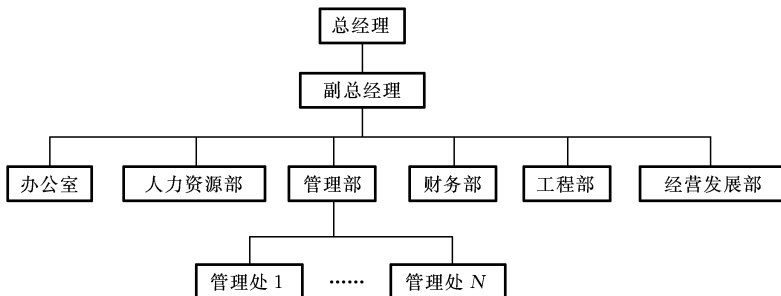 总经理
副总经理
办公室 人力资源部 管理部 财务部 工程部 经营发展部
管理处 1 …… 管理处 N